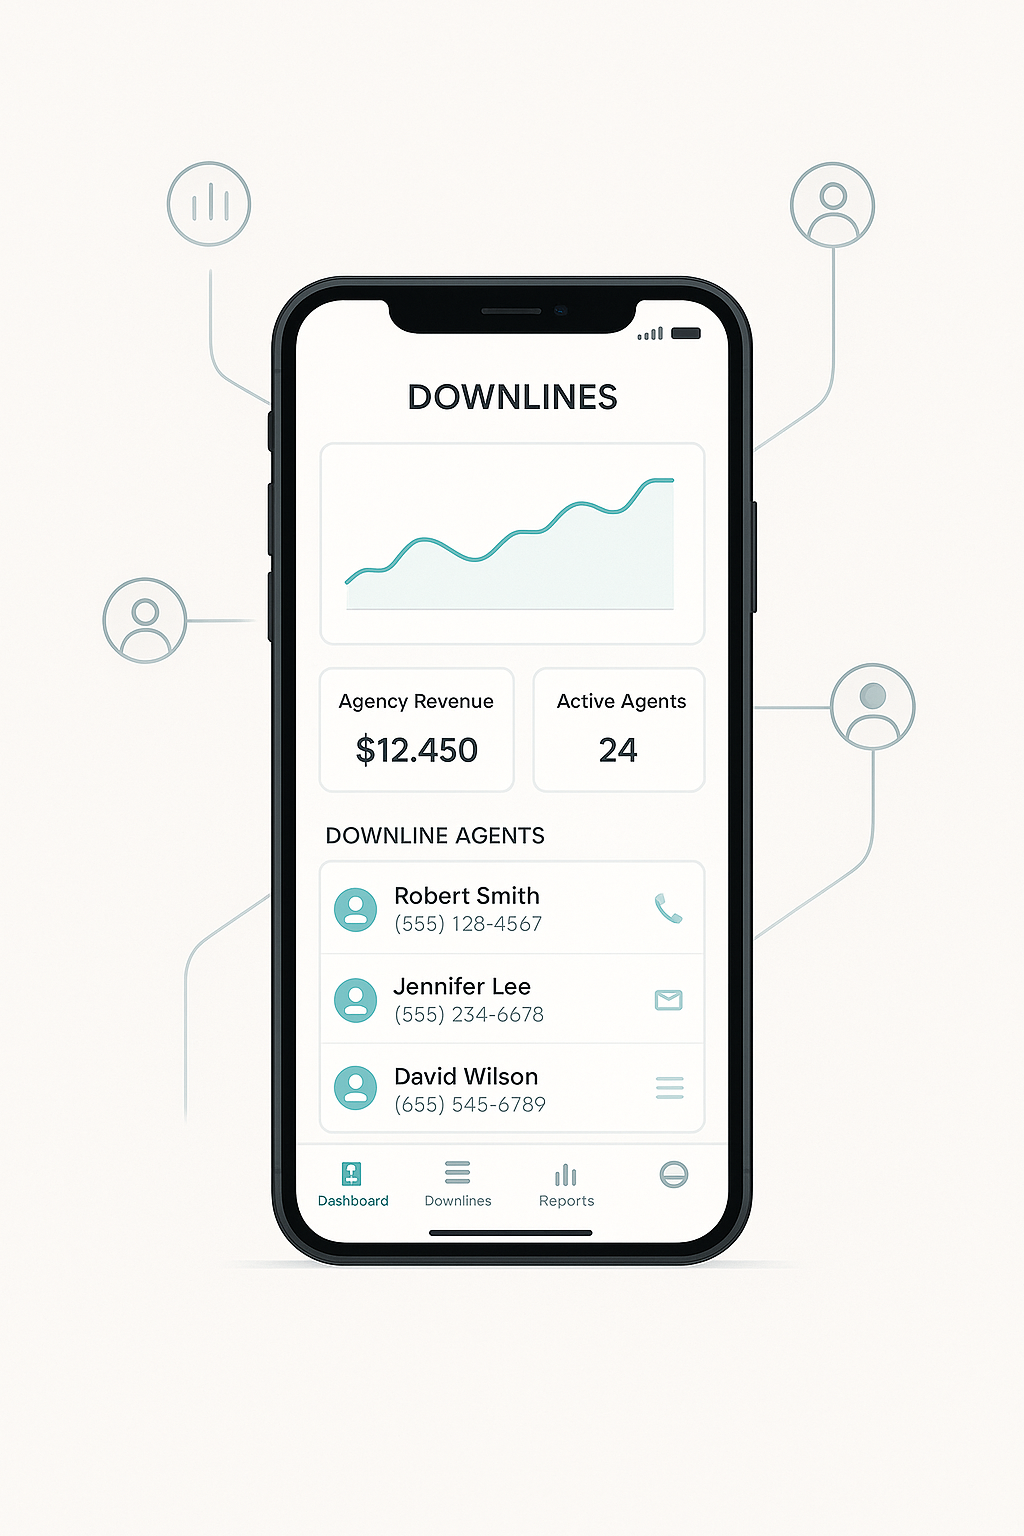 DOWNLINES
Agency Revenue
$12.450
Active Agents
24
DOWNLINE AGENTS
Robert Smith
(555) 128-4567
Jennifer Lee
(555) 234-6678
David Wilson
(655) 545-6789
Dashboard
Downlines
Reports